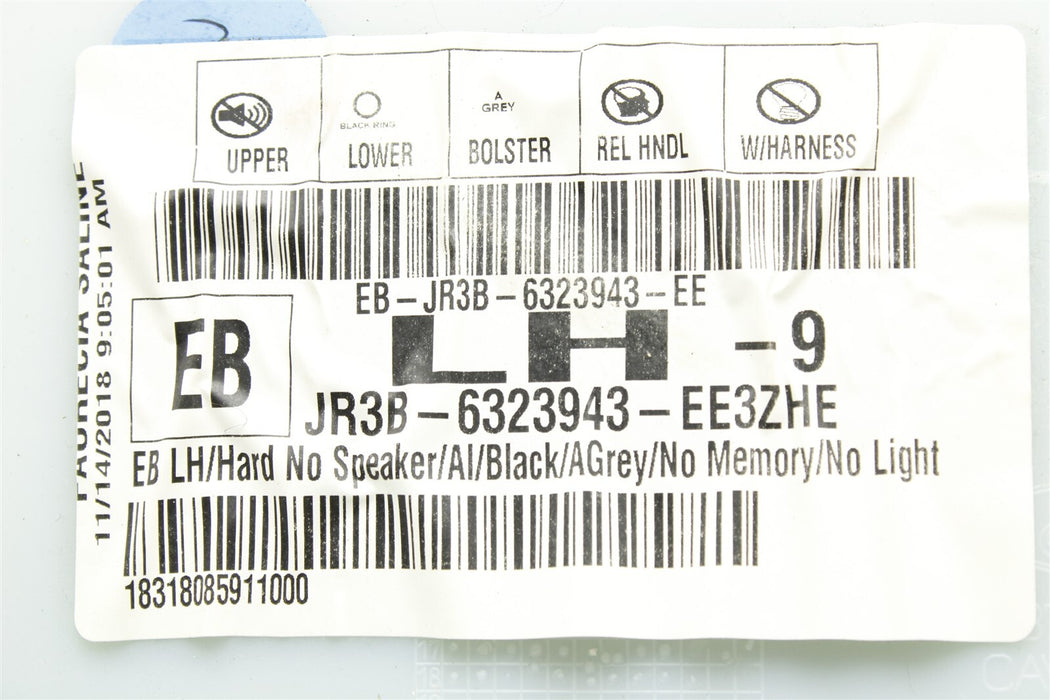 A
GREY
BLACK RING
UPPER
LOWER
BOLSTER
REL HNDL
W/HARNESS
EB-JR3B-6323943-EE
EB
LH -9
JR3B-6323943-EE3ZHE
EB LH/Hard No Speaker/Al/Black/AGrey/No Memory/No Light
18318085911000
FAURECIA SALINE
11/14/2018 9:05:01 AM